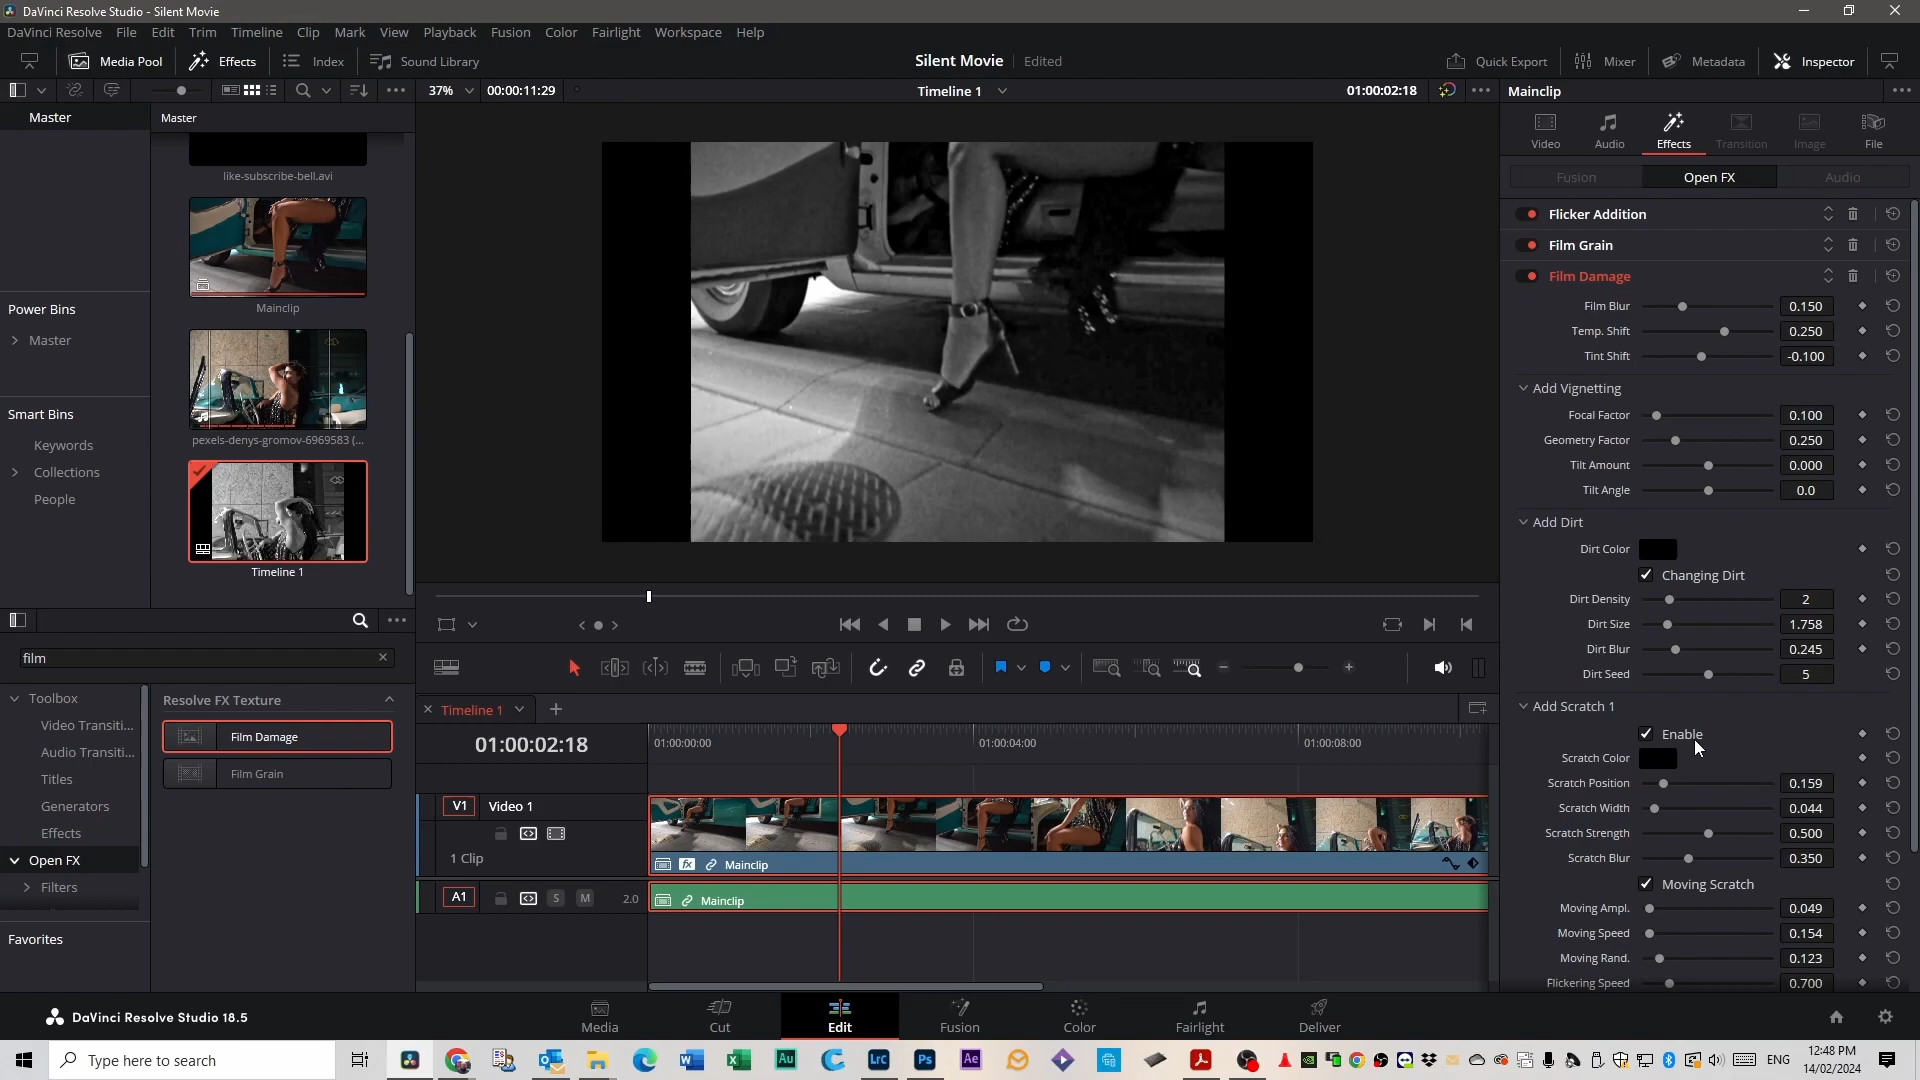 DaVinci Resolve Studio - Silent Movie
DaVinci Resolve File Edit Trim Timeline Clip Mark View Playback Fusion Color Fairlight Workspace Help
Media Pool Effects Index Sound Library Silent Movie Edited Quick Export Mixer Metadata Inspector
37% 00:00:11:29 Timeline 1 01:00:02:18 Mainclip
Master Master
Video Audio Effects Transition Image File
like-subscribe-bell.avi
Fusion Open FX Audio
Flicker Addition
Film Grain
Film Damage
Mainclip
Film Blur 0.150
Power Bins
Temp. Shift 0.250
Master
Tint Shift -0.100
Add Vignetting
Smart Bins
Focal Factor 0.100
pexels-denys-gromov-6969583 (...
Geometry Factor 0.250
Keywords
Tilt Amount 0.000
Collections
Tilt Angle 0.0
People
Add Dirt
Dirt Color
Timeline 1
Changing Dirt
Dirt Density 2
Dirt Size 1.758
Dirt Blur 0.245
film
Dirt Seed 5
Toolbox
Resolve FX Texture
Add Scratch 1
Timeline 1
Video Transiti...
Film Damage
Enable
01:00:02:18
01:00:00:00 01:00:04:00 01:00:08:00
Audio Transiti...
Scratch Color
Film Grain
Titles
Scratch Position 0.159
Generators
V1 Video 1
Scratch Width 0.044
Effects
Scratch Strength 0.500
Open FX
1 Clip
Mainclip
Scratch Blur 0.350
Filters
Moving Scratch
A1 S M 2.0 Mainclip
Moving Ampl. 0.049
Favorites
Moving Speed 0.154
Moving Rand. 0.123
Flickering Speed 0.700
DaVinci Resolve Studio 18.5
Media Cut Edit Fusion Color Fairlight Deliver
Type here to search
Au Lrc Ps Ae
ENG
12:48 PM
14/02/2024